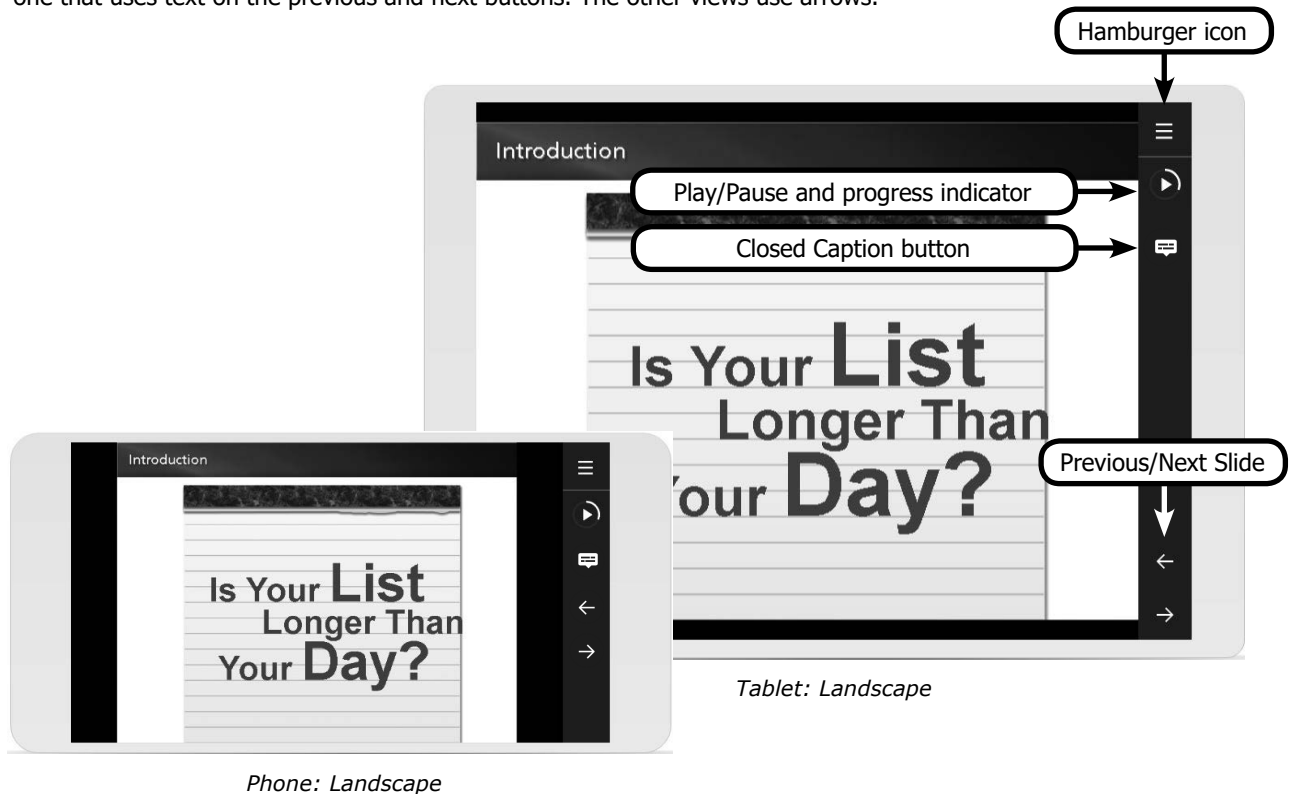 one that uses text on the previous and next buttons. The other views use arrows.
Hamburger icon
Introduction
Play/Pause and progress indicator
Closed Caption button
Is Your List
Longer Than
Your Day?
Previous/Next Slide
Tablet: Landscape
Introduction
Is Your List
Longer Than
Your Day?
Phone: Landscape